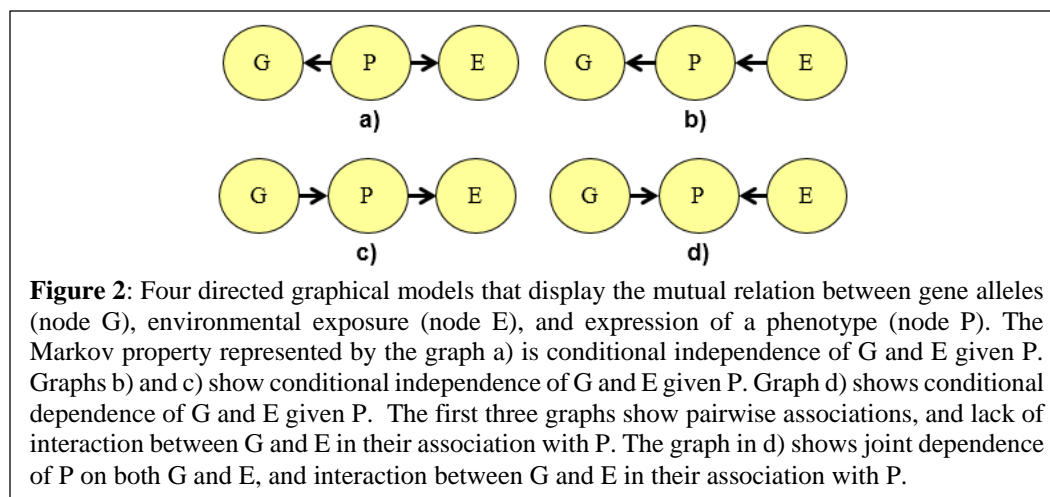 G P E G P E
a) b)
G P E G P E
c) d)
Figure 2: Four directed graphical models that display the mutual relation between gene alleles
(node G), environmental exposure (node E), and expression of a phenotype (node P). The
Markov property represented by the graph a) is conditional independence of G and E given P.
Graphs b) and c) show conditional independence of G and E given P. Graph d) shows conditional
dependence of G and E given P. The first three graphs show pairwise associations, and lack of
interaction between G and E in their association with P. The graph in d) shows joint dependence
of P on both G and E, and interaction between G and E in their association with P.